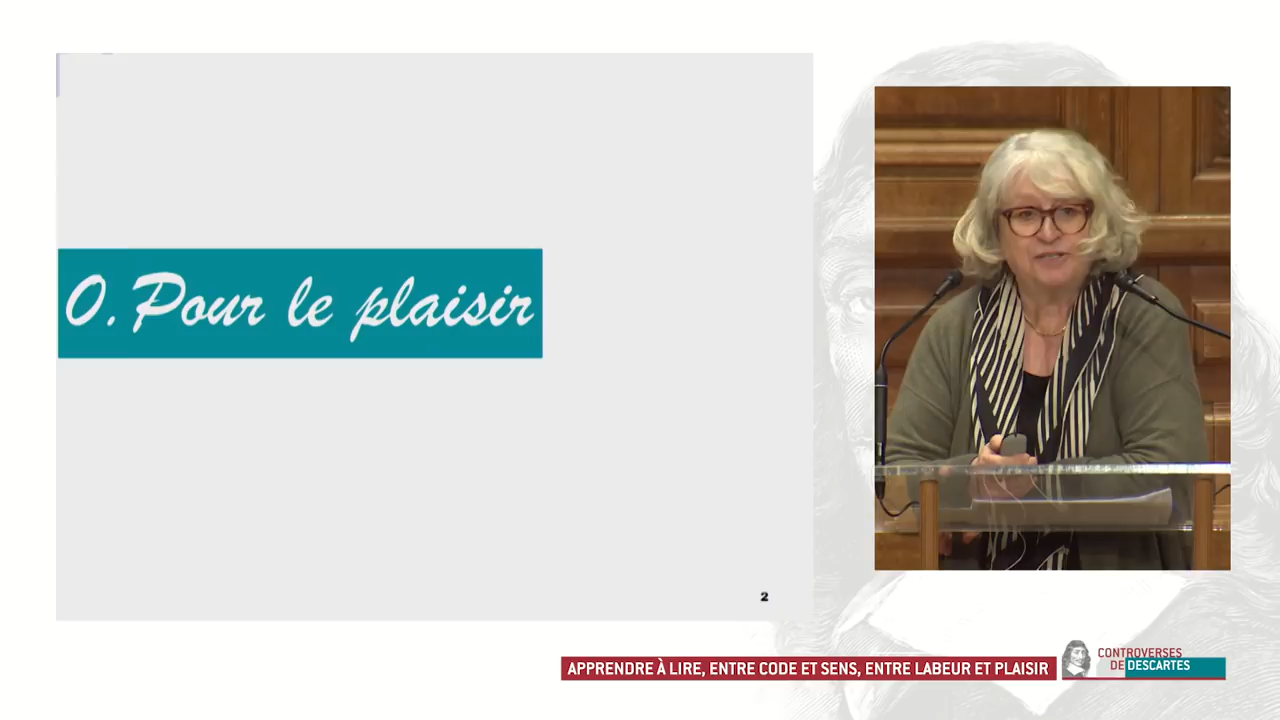 0. Pour le plaisir
2
APPRENDRE À LIRE, ENTRE CODE ET SENS, ENTRE LABEUR ET PLAISIR
CONTROVERSES
DE DESCARTES